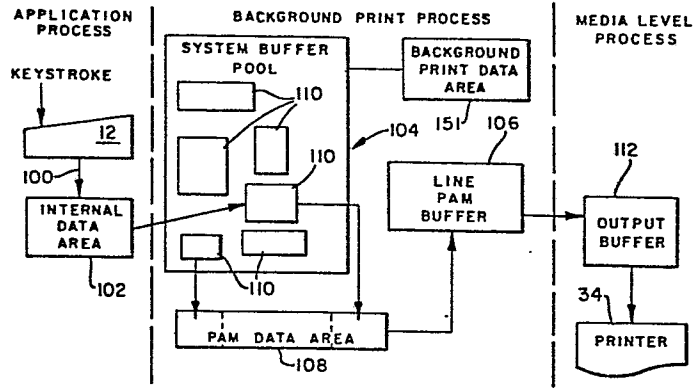 APPLICATION
PROCESS
BACKGROUND PRINT PROCESS
MEDIA LEVEL
PROCESS
KEYSTROKE
12
100
INTERNAL
DATA
AREA
102
SYSTEM BUFFER
POOL
110
110
110
104
BACKGROUND
PRINT DATA
AREA
151
106
LINE
PAM
BUFFER
PAM DATA AREA
108
112
OUTPUT
BUFFER
34
PRINTER